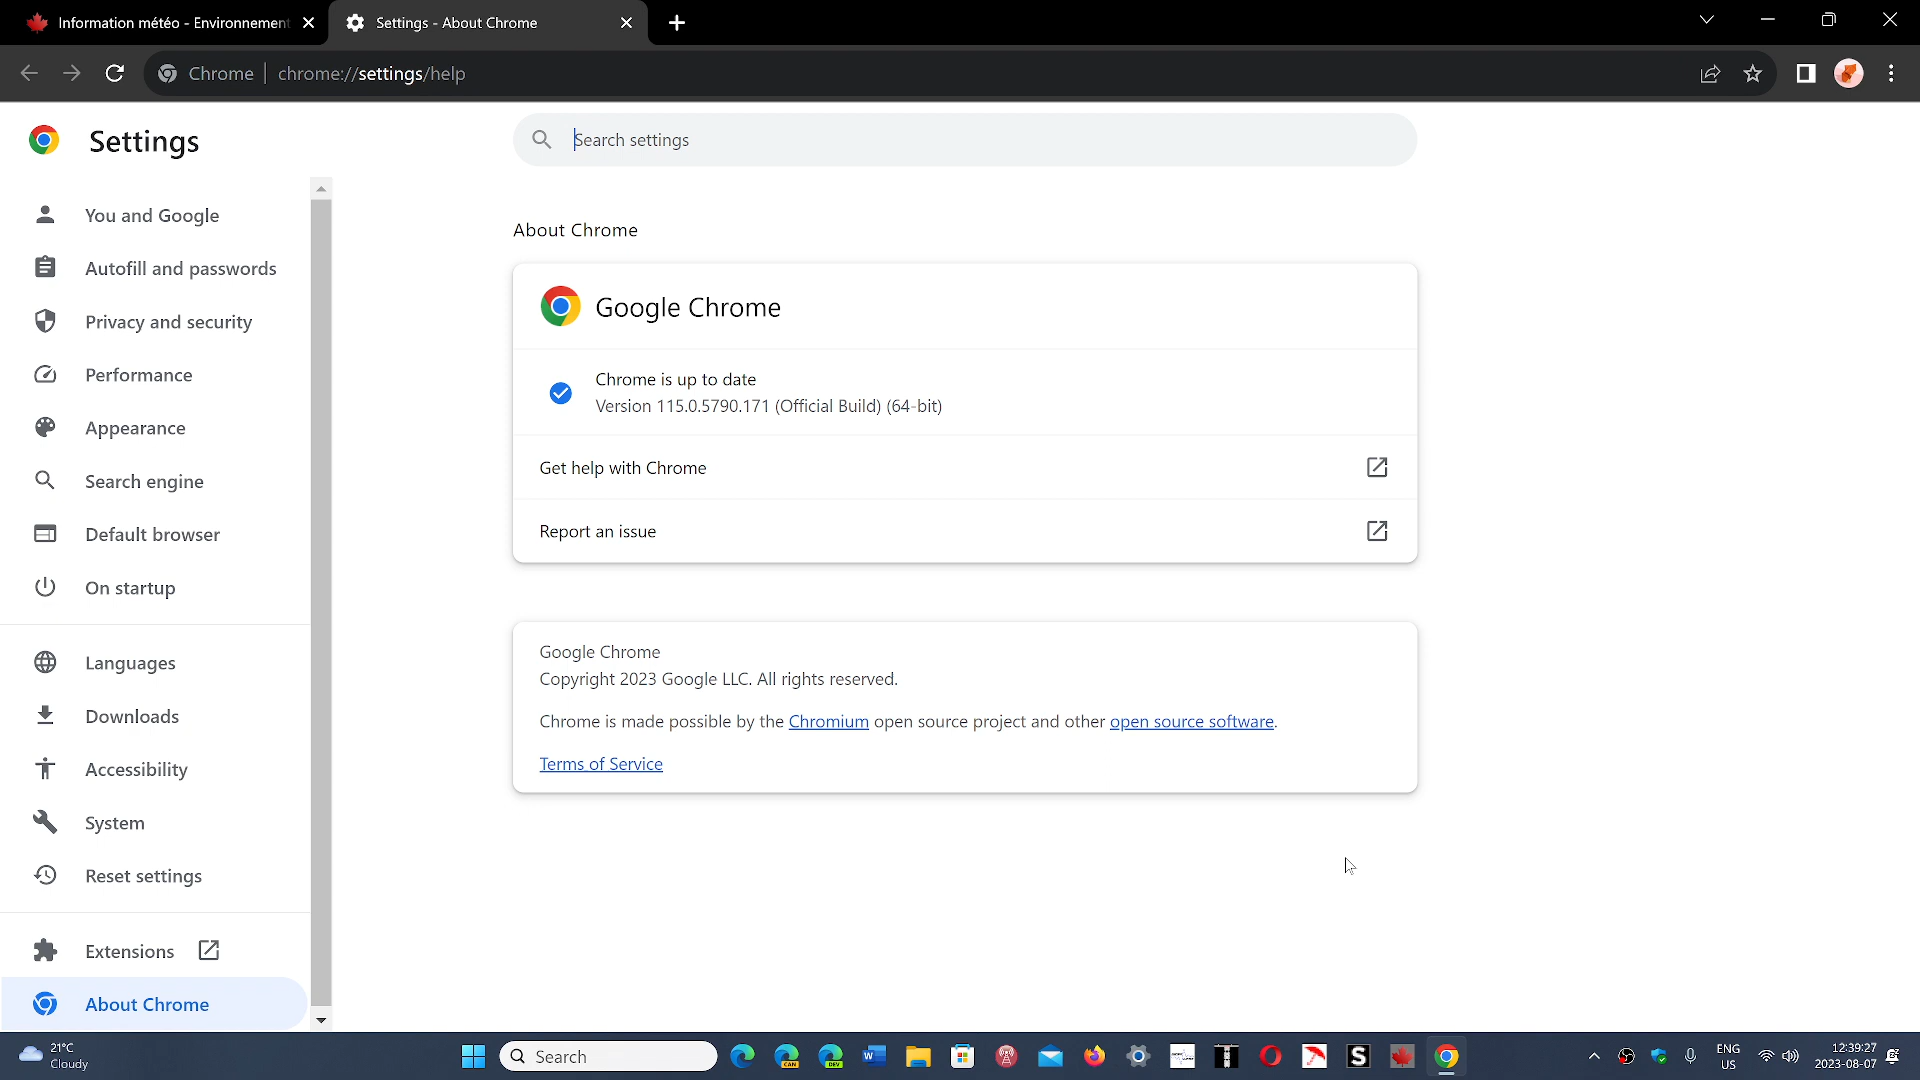 Information météo - Environnement
Settings - About Chrome
Chrome
chrome://settings/help
Settings
Search settings
You and Google
Autofill and passwords
Privacy and security
Performance
Appearance
Search engine
Default browser
On startup
Languages
Downloads
Accessibility
System
Reset settings
Extensions
About Chrome
About Chrome
Google Chrome
Chrome is up to date
Version 115.0.5790.171 (Official Build) (64-bit)
Get help with Chrome
Report an issue
Google Chrome
Copyright 2023 Google LLC. All rights reserved.
Chrome is made possible by the Chromium open source project and other open source software.
Terms of Service
21°C
Cloudy
Search
CAN
DEV
W
S
ENG
US
12:39:27
2023-08-07